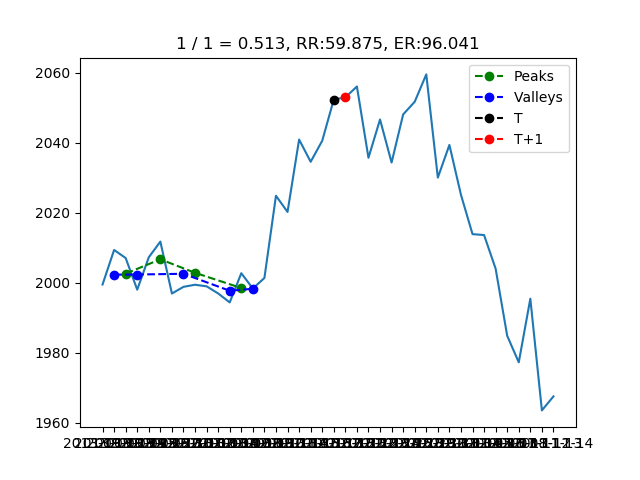 1 / 1 = 0.513, RR:59.875, ER:96.041
2060
2040
2020
2000
1980
1960
Peaks
Valleys
T
T+1